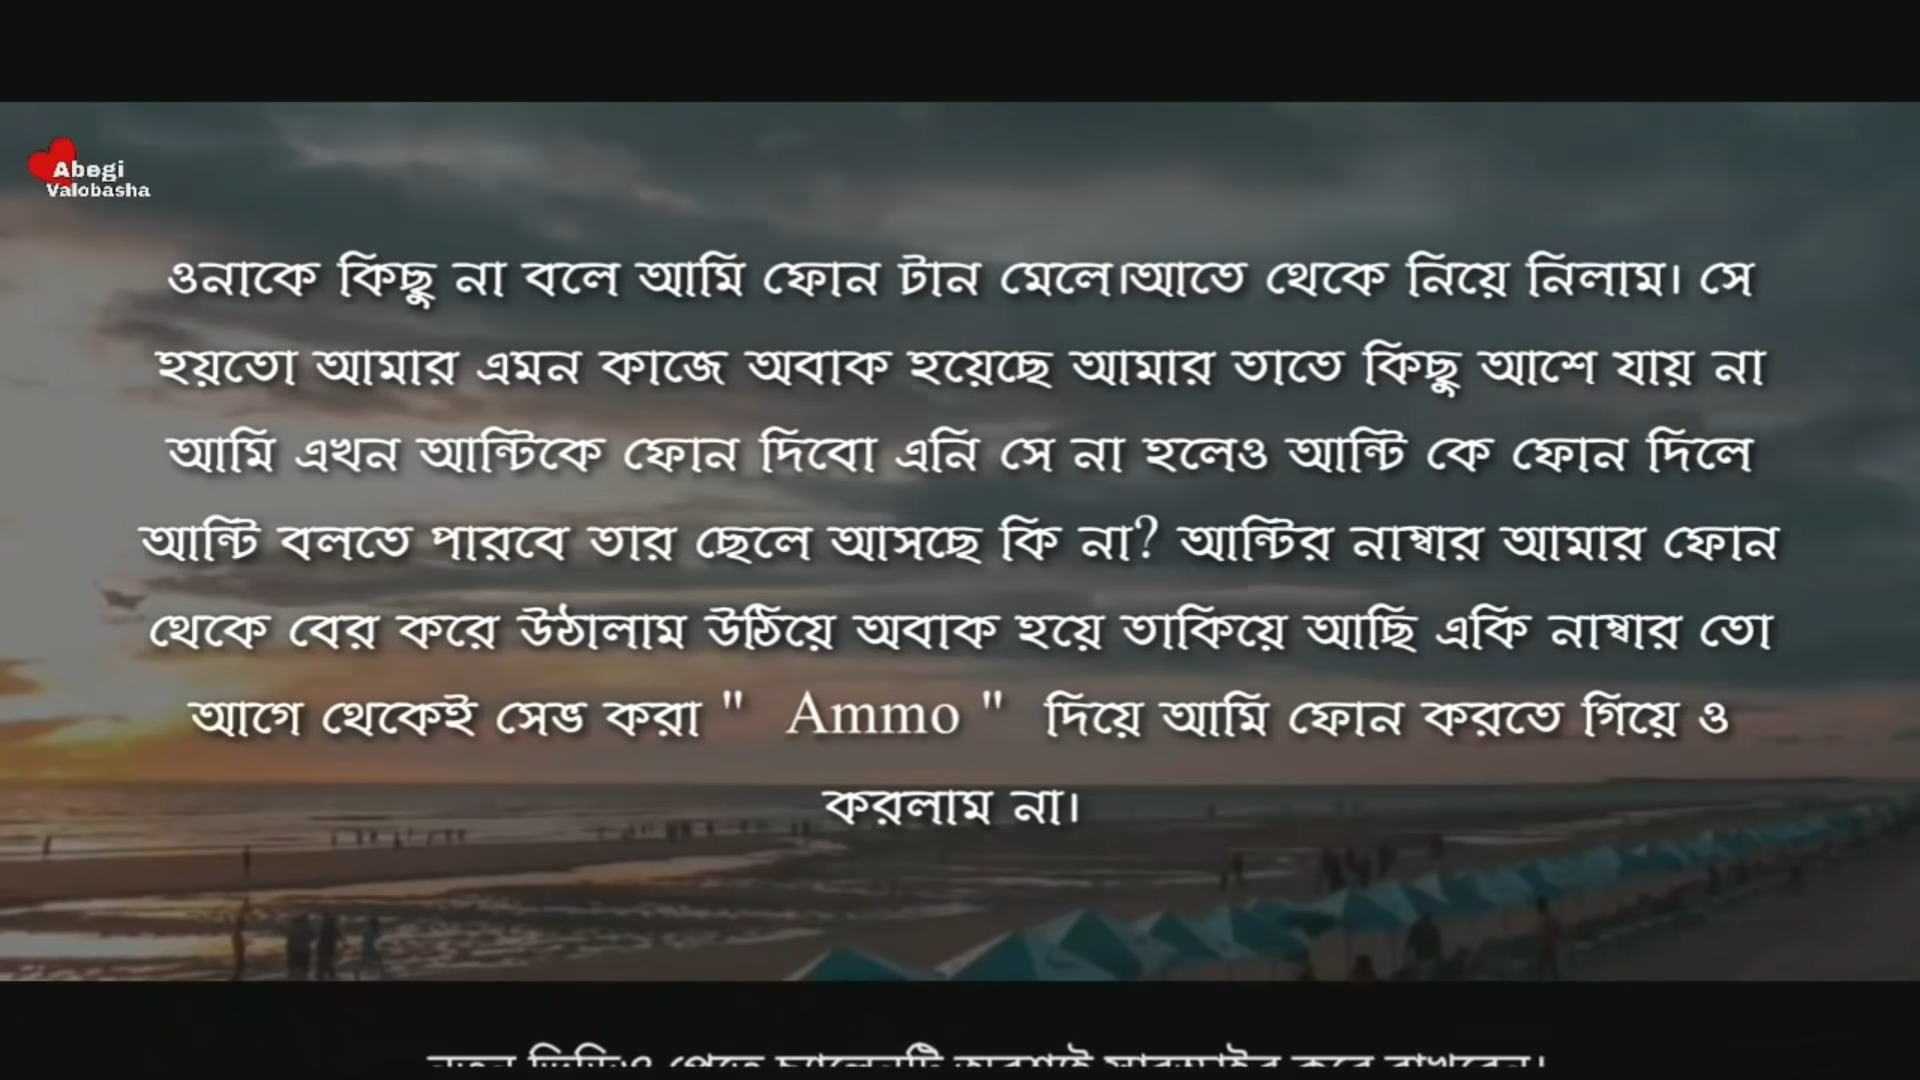 Abegi
Valobasha
ওনাকে কিছু না বলে আমি ফোন টান মেলে।আতে থেকে নিয়ে নিলাম। সে
হয়তো আমার এমন কাজে অবাক হয়েছে আমার তাতে কিছু আশে যায় না
আমি এখন আন্টিকে ফোন দিবো এনি সে না হলেও আন্টি কে ফোন দিলে
আন্টি বলতে পারবে তার ছেলে আসছে কি না? আন্টির নাম্বার আমার ফোন
থেকে বের করে উঠালাম উঠিয়ে অবাক হয়ে তাকিয়ে আছি একি নাম্বার তো
আগে থেকেই সেভ করা " Ammo " দিয়ে আমি ফোন করতে গিয়ে ও
করলাম না।